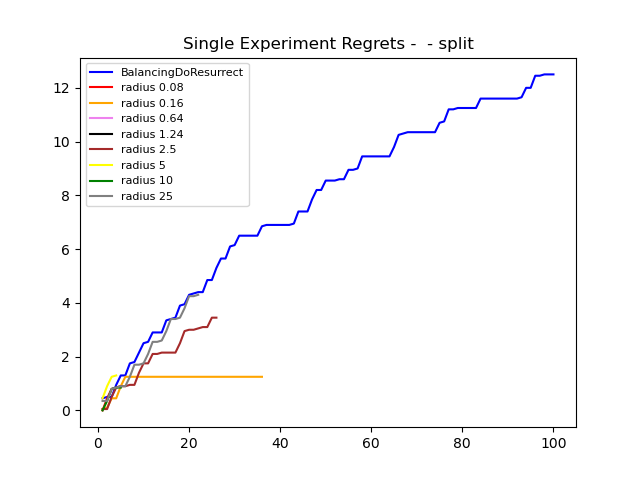 Single Experiment Regrets -  - split
BalancingDoResurrect
radius 0.08
radius 0.16
radius 0.64
radius 1.24
radius 2.5
radius 5
radius 10
radius 25
12
10
8
6
4
2
0
0 20 40 60 80 100